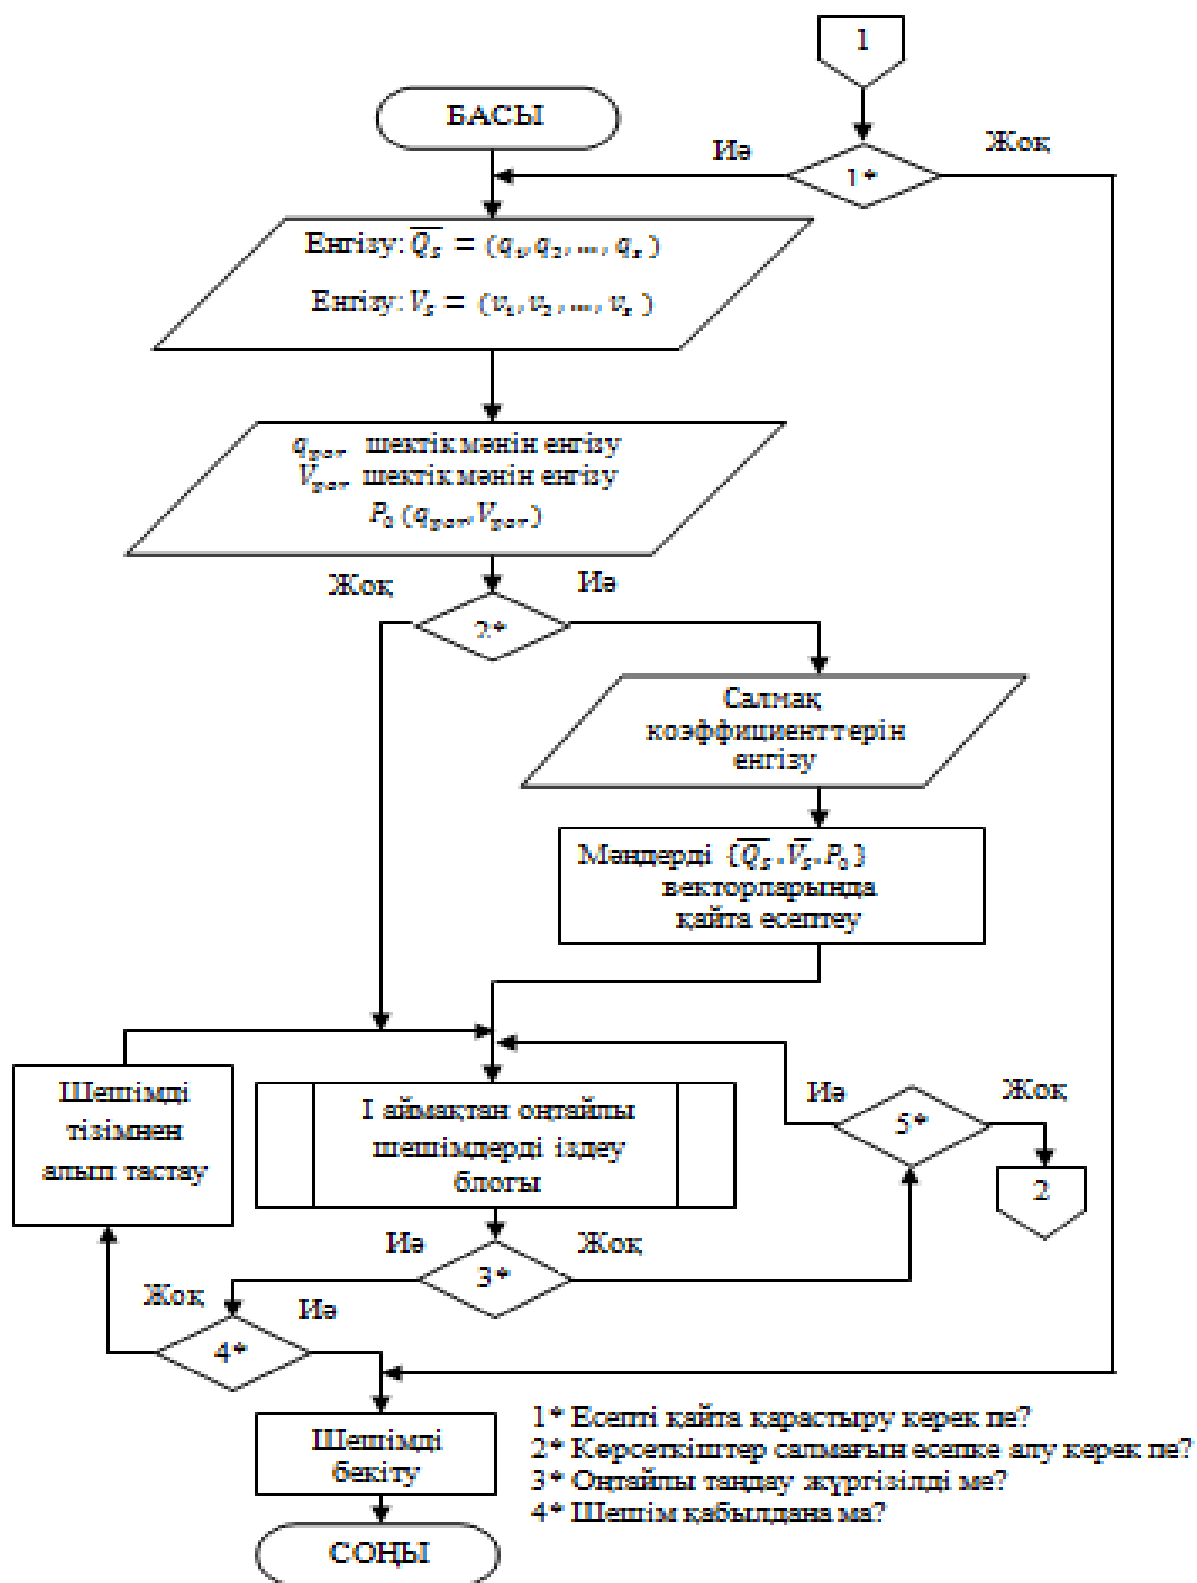 1
БАСЫ
Иә
Жоқ
1*
Енгізу: Q̅ₛ = (q₁, q₂, ..., qₛ)
Енгізу: Vₛ = (v₁, v₂, ..., vₛ)
q_рог шектік мәнін енгізу
V_рог шектік мәнін енгізу
P₀(q_рог, V_рог)
Жоқ
Иә
2*
Салмақ
коэффициенттерін
енгізу
Мәндерді {Q̅ₛ.V̅ₛ.P₀}
векторларында
қайта есептеу
Шешімді
тізімнен
алып тастау
I аймақтан оңтайлы
шешімдерді іздеу
блогы
Иә
Жоқ
5*
2
Иә
Жоқ
3*
Жоқ
Иә
4*
Шешімді
бекіту
СОҢЫ
1* Есепті қайта қарастыру керек пе?
2* Көрсеткіштер салмағын есепке алу керек пе?
3* Оңтайлы таңдау жүргізілді ме?
4* Шешім қабылдана ма?